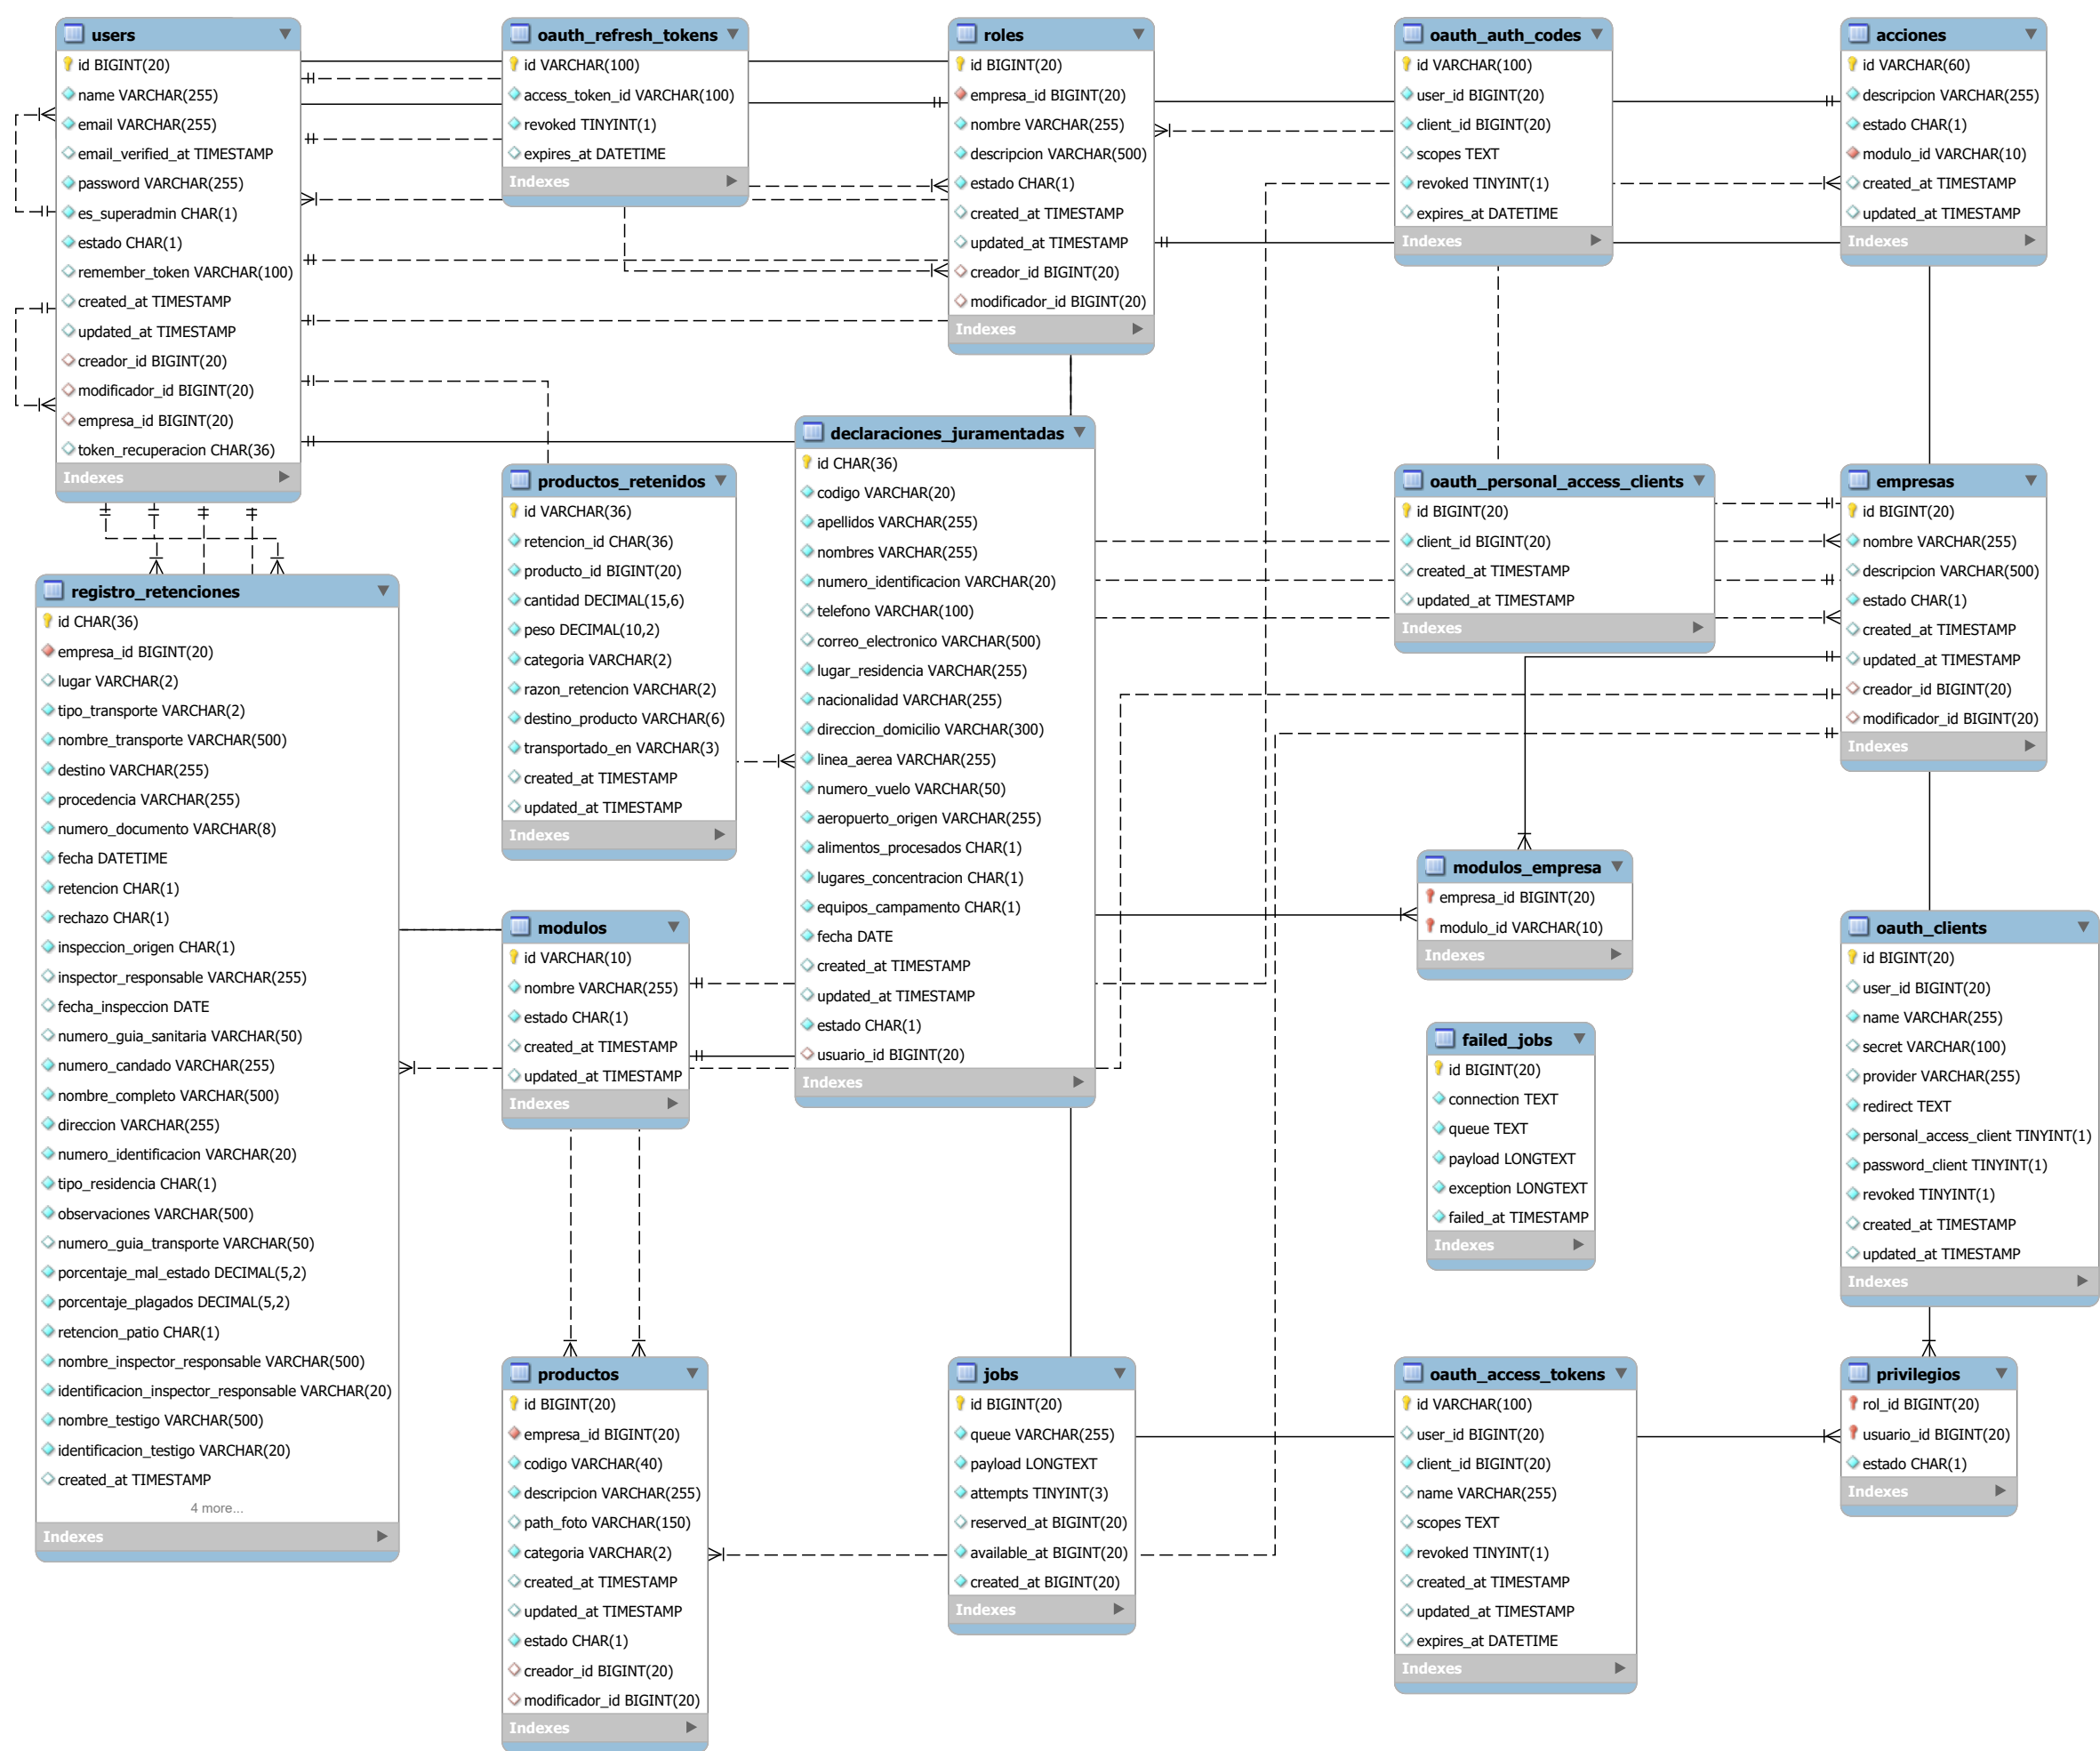 users
id BIGINT(20)
name VARCHAR(255)
email VARCHAR(255)
email_verified_at TIMESTAMP
password VARCHAR(255)
es_superadmin CHAR(1)
estado CHAR(1)
remember_token VARCHAR(100)
created_at TIMESTAMP
updated_at TIMESTAMP
creador_id BIGINT(20)
modificador_id BIGINT(20)
empresa_id BIGINT(20)
token_recuperacion CHAR(36)
Indexes
oauth_refresh_tokens
id VARCHAR(100)
access_token_id VARCHAR(100)
revoked TINYINT(1)
expires_at DATETIME
Indexes
roles
id BIGINT(20)
empresa_id BIGINT(20)
nombre VARCHAR(255)
descripcion VARCHAR(500)
estado CHAR(1)
created_at TIMESTAMP
updated_at TIMESTAMP
creador_id BIGINT(20)
modificador_id BIGINT(20)
Indexes
oauth_auth_codes
id VARCHAR(100)
user_id BIGINT(20)
client_id BIGINT(20)
scopes TEXT
revoked TINYINT(1)
expires_at DATETIME
Indexes
acciones
id VARCHAR(60)
descripcion VARCHAR(255)
estado CHAR(1)
modulo_id VARCHAR(10)
created_at TIMESTAMP
updated_at TIMESTAMP
Indexes
registro_retenciones
id CHAR(36)
empresa_id BIGINT(20)
lugar VARCHAR(2)
tipo_transporte VARCHAR(2)
nombre_transporte VARCHAR(500)
destino VARCHAR(255)
procedencia VARCHAR(255)
numero_documento VARCHAR(8)
fecha DATETIME
retencion CHAR(1)
rechazo CHAR(1)
inspeccion_origen CHAR(1)
inspector_responsable VARCHAR(255)
fecha_inspeccion DATE
numero_guia_sanitaria VARCHAR(50)
numero_candado VARCHAR(255)
nombre_completo VARCHAR(500)
direccion VARCHAR(255)
numero_identificacion VARCHAR(20)
tipo_residencia CHAR(1)
observaciones VARCHAR(500)
numero_guia_transporte VARCHAR(50)
porcentaje_mal_estado DECIMAL(5,2)
porcentaje_plagados DECIMAL(5,2)
retencion_patio CHAR(1)
nombre_inspector_responsable VARCHAR(500)
identificacion_inspector_responsable VARCHAR(20)
nombre_testigo VARCHAR(500)
identificacion_testigo VARCHAR(20)
created_at TIMESTAMP
4 more...
Indexes
productos_retenidos
id VARCHAR(36)
retencion_id CHAR(36)
producto_id BIGINT(20)
cantidad DECIMAL(15,6)
peso DECIMAL(10,2)
categoria VARCHAR(2)
razon_retencion VARCHAR(2)
destino_producto VARCHAR(6)
transportado_en VARCHAR(3)
created_at TIMESTAMP
updated_at TIMESTAMP
Indexes
declaraciones_juramentadas
id CHAR(36)
codigo VARCHAR(20)
apellidos VARCHAR(255)
nombres VARCHAR(255)
numero_identificacion VARCHAR(20)
telefono VARCHAR(100)
correo_electronico VARCHAR(500)
lugar_residencia VARCHAR(255)
nacionalidad VARCHAR(255)
direccion_domicilio VARCHAR(300)
linea_aerea VARCHAR(255)
numero_vuelo VARCHAR(50)
aeropuerto_origen VARCHAR(255)
alimentos_procesados CHAR(1)
lugares_concentracion CHAR(1)
equipos_campamento CHAR(1)
fecha DATE
created_at TIMESTAMP
updated_at TIMESTAMP
estado CHAR(1)
usuario_id BIGINT(20)
Indexes
oauth_personal_access_clients
id BIGINT(20)
client_id BIGINT(20)
created_at TIMESTAMP
updated_at TIMESTAMP
Indexes
empresas
id BIGINT(20)
nombre VARCHAR(255)
descripcion VARCHAR(500)
estado CHAR(1)
created_at TIMESTAMP
updated_at TIMESTAMP
creador_id BIGINT(20)
modificador_id BIGINT(20)
Indexes
modulos_empresa
empresa_id BIGINT(20)
modulo_id VARCHAR(10)
Indexes
modulos
id VARCHAR(10)
nombre VARCHAR(255)
estado CHAR(1)
created_at TIMESTAMP
updated_at TIMESTAMP
Indexes
failed_jobs
id BIGINT(20)
connection TEXT
queue TEXT
payload LONGTEXT
exception LONGTEXT
failed_at TIMESTAMP
Indexes
oauth_clients
id BIGINT(20)
user_id BIGINT(20)
name VARCHAR(255)
secret VARCHAR(100)
provider VARCHAR(255)
redirect TEXT
personal_access_client TINYINT(1)
password_client TINYINT(1)
revoked TINYINT(1)
created_at TIMESTAMP
updated_at TIMESTAMP
Indexes
productos
id BIGINT(20)
empresa_id BIGINT(20)
codigo VARCHAR(40)
descripcion VARCHAR(255)
path_foto VARCHAR(150)
categoria VARCHAR(2)
created_at TIMESTAMP
updated_at TIMESTAMP
estado CHAR(1)
creador_id BIGINT(20)
modificador_id BIGINT(20)
Indexes
jobs
id BIGINT(20)
queue VARCHAR(255)
payload LONGTEXT
attempts TINYINT(3)
reserved_at BIGINT(20)
available_at BIGINT(20)
created_at BIGINT(20)
Indexes
oauth_access_tokens
id VARCHAR(100)
user_id BIGINT(20)
client_id BIGINT(20)
name VARCHAR(255)
scopes TEXT
revoked TINYINT(1)
created_at TIMESTAMP
updated_at TIMESTAMP
expires_at DATETIME
Indexes
privilegios
rol_id BIGINT(20)
usuario_id BIGINT(20)
estado CHAR(1)
Indexes